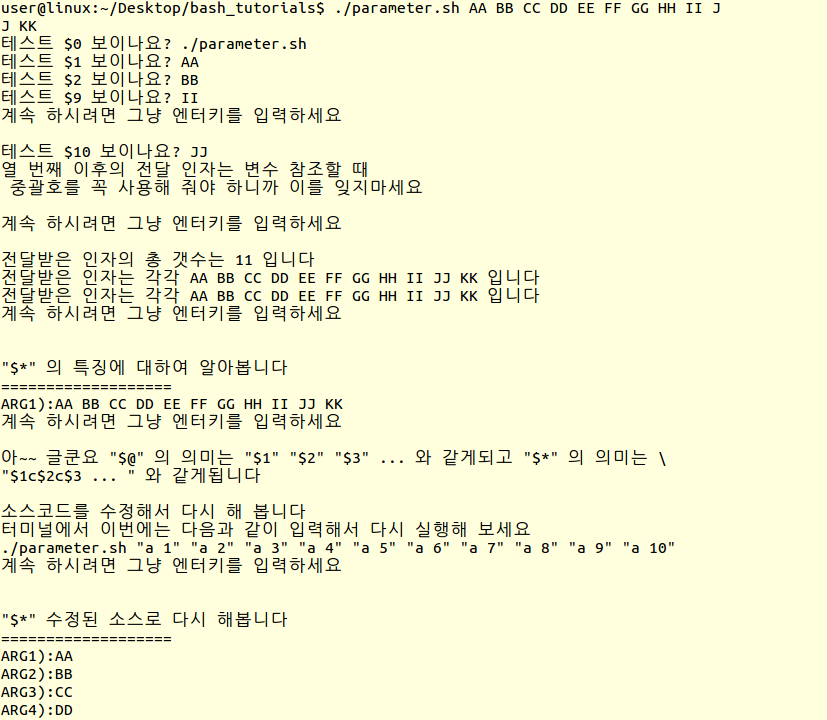 user@linux:~/Desktop/bash_tutorials$ ./parameter.sh AA BB CC DD EE FF GG HH II J
J KK
테스트 $0 보이나요? ./parameter.sh
테스트 $1 보이나요? AA
테스트 $2 보이나요? BB
테스트 $9 보이나요? II
계속 하시려면 그냥 엔터키를 입력하세요
테스트 $10 보이나요? JJ
열 번째 이후의 전달 인자는 변수 참조할 때
중괄호를 꼭 사용해 줘야 하니까 이를 잊지마세요
계속 하시려면 그냥 엔터키를 입력하세요
전달받은 인자의 총 갯수는 11 입니다
전달받은 인자는 각각 AA BB CC DD EE FF GG HH II JJ KK 입니다
전달받은 인자는 각각 AA BB CC DD EE FF GG HH II JJ KK 입니다
계속 하시려면 그냥 엔터키를 입력하세요
"$*" 의 특징에 대하여 알아봅니다
===================
ARG1):AA BB CC DD EE FF GG HH II JJ KK
계속 하시려면 그냥 엔터키를 입력하세요
아~~ 글쿤요 "$@" 의 의미는 "$1" "$2" "$3" ... 와 같게되고 "$*" 의 의미는 \
"$1c$2c$3 ... " 와 같게됩니다
소스코드를 수정해서 다시 해 봅니다
터미널에서 이번에는 다음과 같이 입력해서 다시 실행해 보세요
./parameter.sh "a 1" "a 2" "a 3" "a 4" "a 5" "a 6" "a 7" "a 8" "a 9" "a 10"
계속 하시려면 그냥 엔터키를 입력하세요
"$*" 수정된 소스로 다시 해봅니다
===================
ARG1):AA
ARG2):BB
ARG3):CC
ARG4):DD